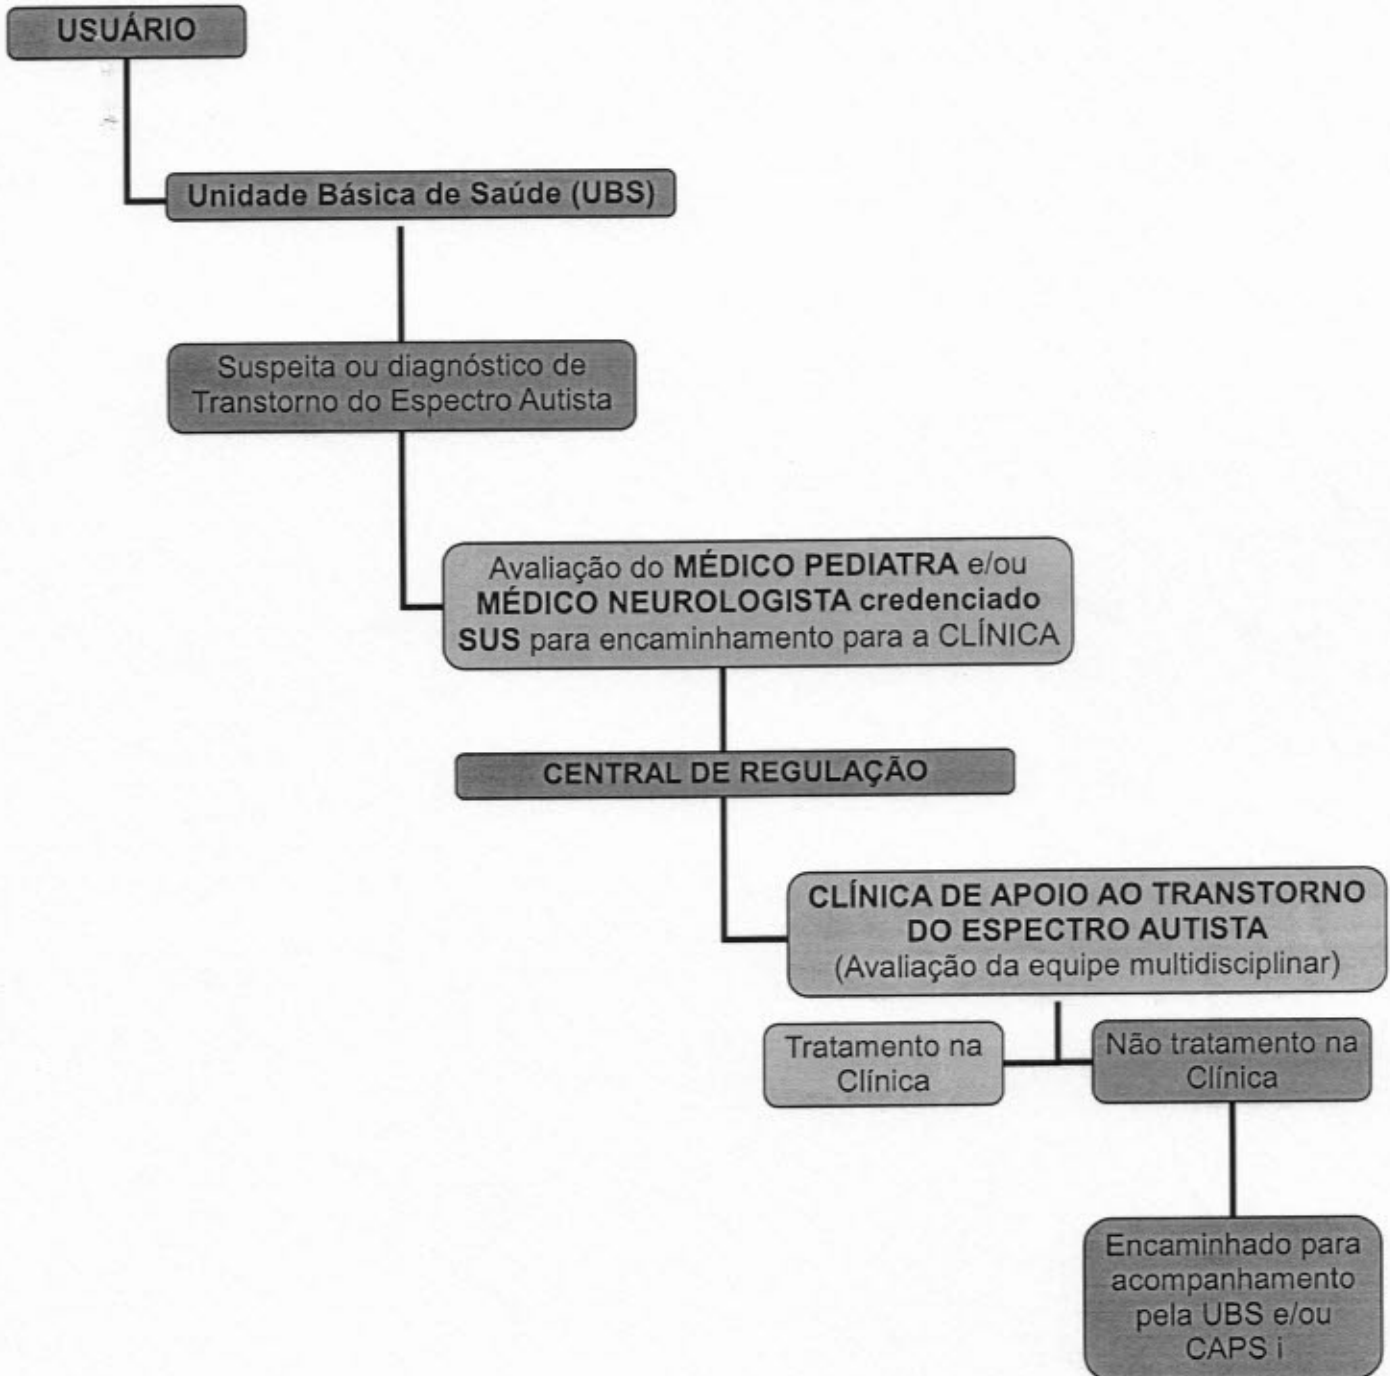 USUÁRIO
Unidade Básica de Saúde (UBS)
Suspeita ou diagnóstico de
Transtorno do Espectro Autista
Avaliação do MÉDICO PEDIATRA e/ou
MÉDICO NEUROLOGISTA credenciado
SUS para encaminhamento para a CLÍNICA
CENTRAL DE REGULAÇÃO
CLÍNICA DE APOIO AO TRANSTORNO
DO ESPECTRO AUTISTA
(Avaliação da equipe multidisciplinar)
Tratamento na
Clínica
Não tratamento na
Clínica
Encaminhado para
acompanhamento
pela UBS e/ou
CAPS i